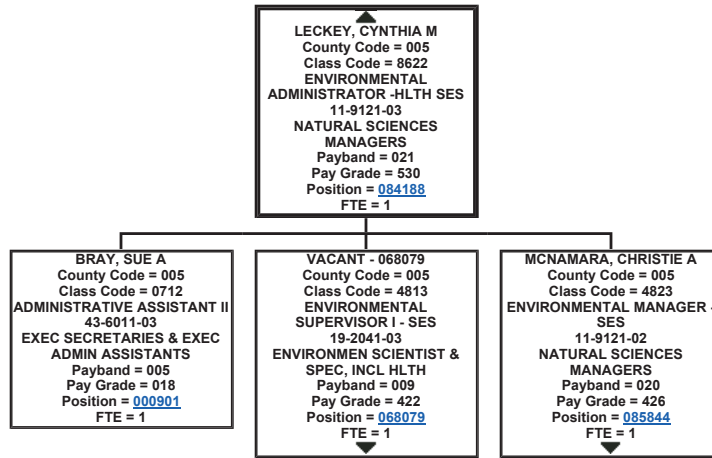 LECKEY, CYNTHIA M
County Code = 005
Class Code = 8622
ENVIRONMENTAL
ADMINISTRATOR -HLTH SES
11-9121-03
NATURAL SCIENCES
MANAGERS
Payband = 021
Pay Grade = 530
Position = 084188
FTE = 1
BRAY, SUE A
County Code = 005
Class Code = 0712
ADMINISTRATIVE ASSISTANT II
43-6011-03
EXEC SECRETARIES & EXEC
ADMIN ASSISTANTS
Payband = 005
Pay Grade = 018
Position = 000901
FTE = 1
VACANT - 068079
County Code = 005
Class Code = 4813
ENVIRONMENTAL
SUPERVISOR I - SES
19-2041-03
ENVIRONMEN SCIENTIST &
SPEC, INCL HLTH
Payband = 009
Pay Grade = 422
Position = 068079
FTE = 1
MCNAMARA, CHRISTIE A
County Code = 005
Class Code = 4823
ENVIRONMENTAL MANAGER -
SES
11-9121-02
NATURAL SCIENCES
MANAGERS
Payband = 020
Pay Grade = 426
Position = 085844
FTE = 1